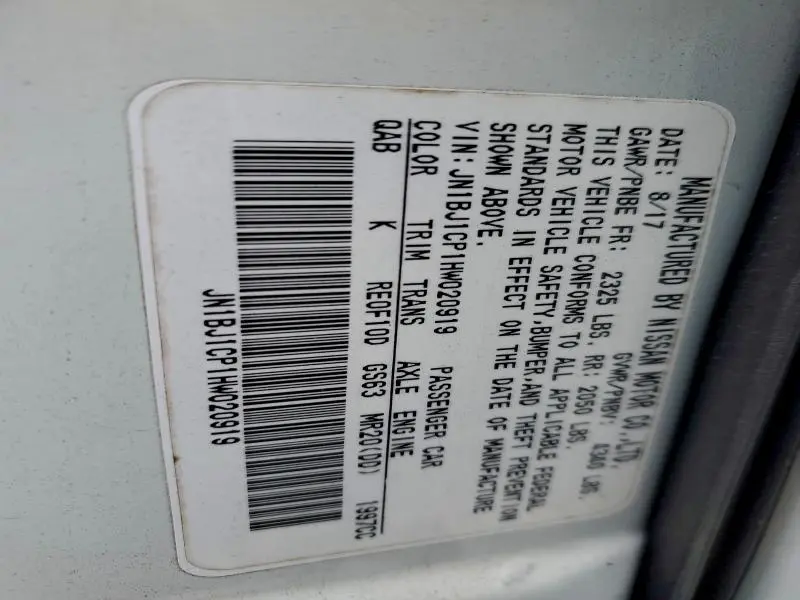 MANUFACTURED BY NISSAN MOTOR CO.,LTD.
DATE: 8/17 GVWR/PNBV: LBS.
GAWR/PNBE FR: 2325 LBS. RR: 2050 LBS.
THIS VEHICLE CONFORMS TO ALL APPLICABLE FEDERAL
MOTOR VEHICLE SAFETY,BUMPER,AND THEFT PREVENTION
STANDARDS IN EFFECT ON THE DATE OF MANUFACTURE
SHOWN ABOVE.
VIN: JN1BJ1CP1HW020919 PASSENGER CAR
COLOR TRIM TRANS AXLE ENGINE
QAB K RE0F10D GS63 MR20(DD) 1997CC
JN1BJ1CP1HW020919